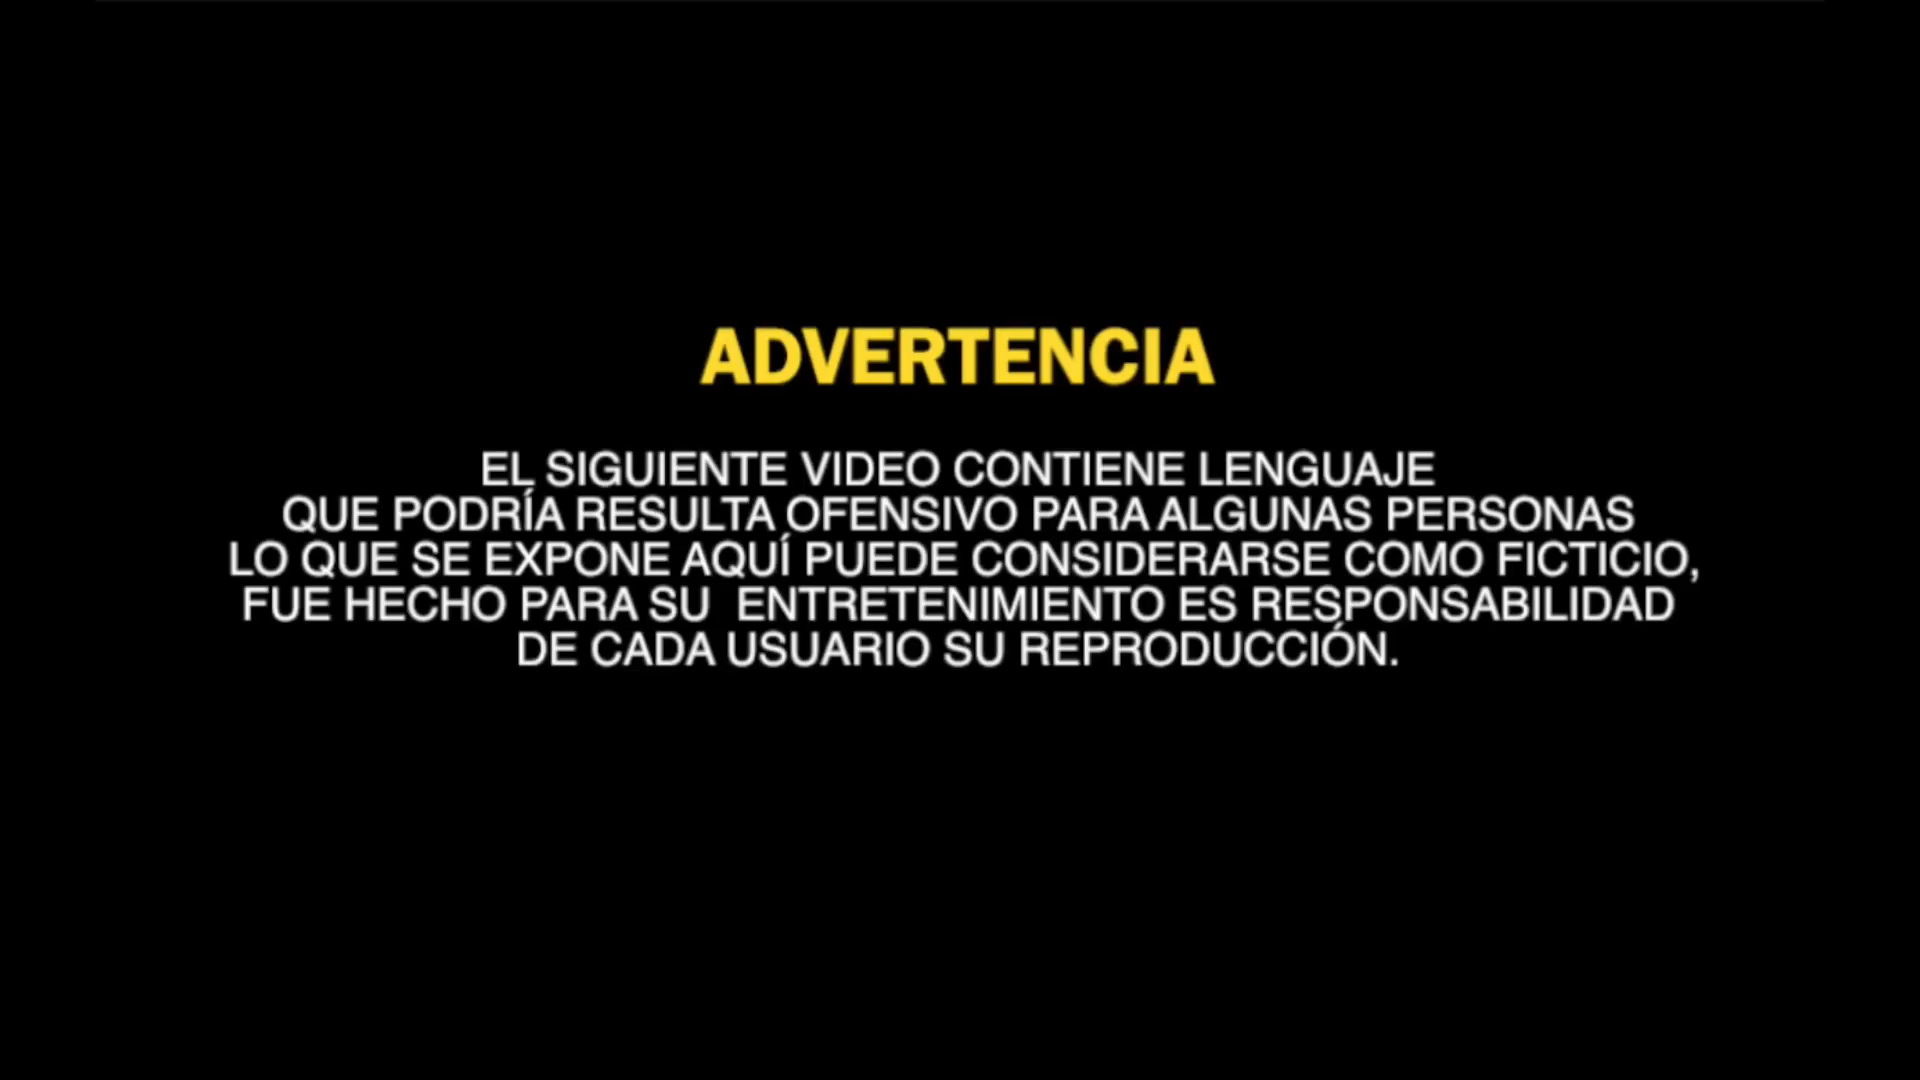 ADVERTENCIA
EL SIGUIENTE VIDEO CONTIENE LENGUAJE
QUE PODRÍA RESULTA OFENSIVO PARA ALGUNAS PERSONAS
LO QUE SE EXPONE AQUÍ PUEDE CONSIDERARSE COMO FICTICIO,
FUE HECHO PARA SU  ENTRETENIMIENTO ES RESPONSABILIDAD
DE CADA USUARIO SU REPRODUCCIÓN.